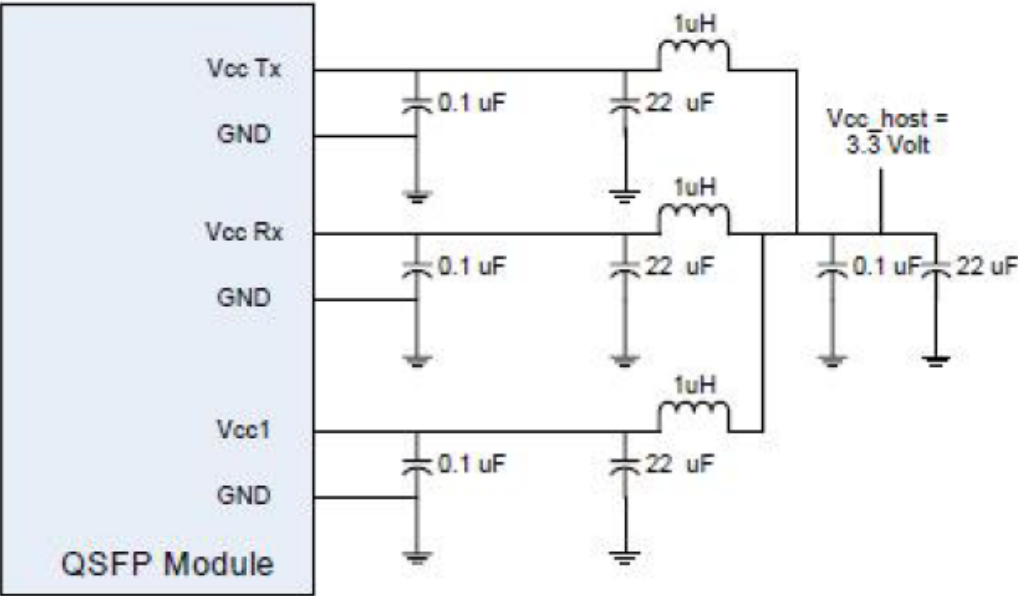 1uH
Vcc Tx
0.1 uF
22 uF
GND
Vcc_host =
3.3 Volt
1uH
Vcc Rx
0.1 uF
22 uF
0.1 uF
22 uF
GND
1uH
Vcc1
0.1 uF
22 uF
GND
QSFP Module